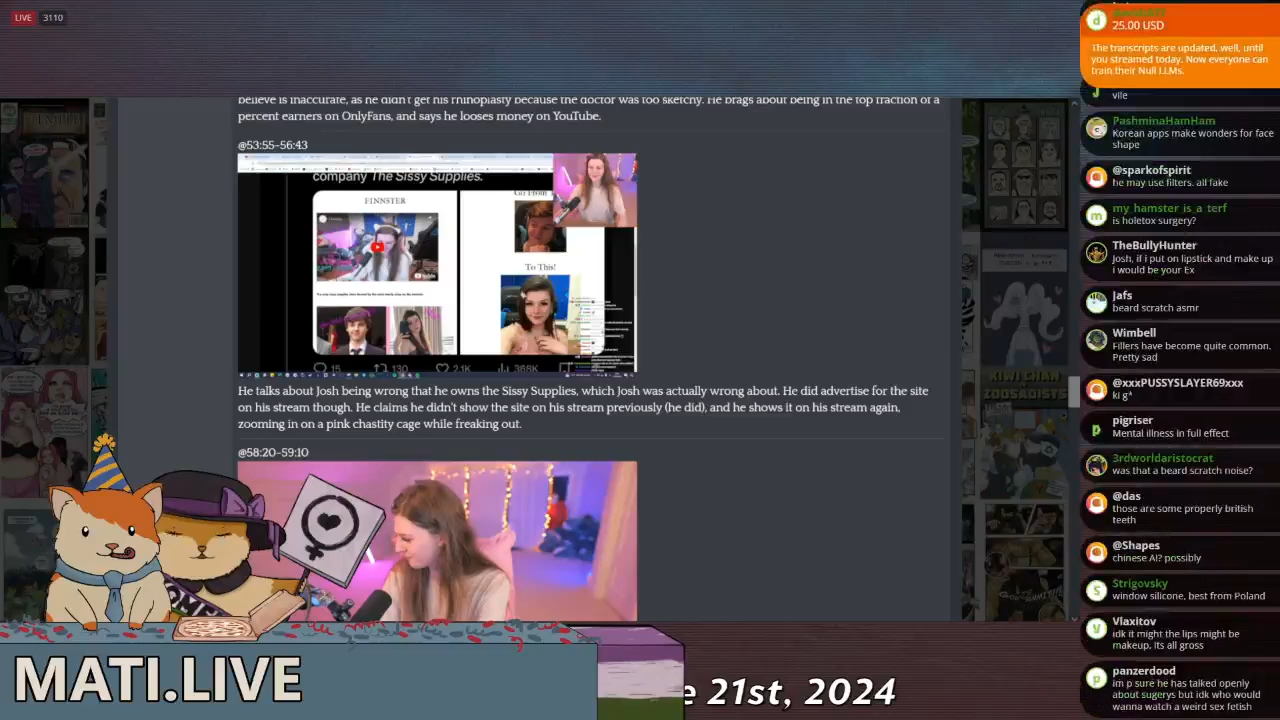 LIVE 3110
believe is inaccurate, as he didn't get his rhinoplasty because the doctor was too sketchy. He brags about being in the top fraction of a
percent earners on OnlyFans, and says he looses money on YouTube.
@53:55-56:43
company The Sissy Supplies.
FINNSTER
Go From
To This!
130
2.1K
366K
He talks about Josh being wrong that he owns the Sissy Supplies, which Josh was actually wrong about. He did advertise for the site
on his stream though. He claims he didn't show the site on his stream previously (he did), and he shows it on his stream again,
zooming in on a pink chastity cage while freaking out.
@58:20-59:10
KIWI CHAN
ZOOSADISTS
MATI.LIVE
e 21st, 2024
d
25.00 USD
The transcripts are updated, well, until
you streamed today. Now everyone can
train their Null LLMs.
vile
PashminaHamHam
Korean apps make wonders for face
shape
@sparkofspirit
he may use filters. all fake
m
my_hamster_is_a_terf
is holetox surgery?
TheBullyHunter
Josh, if i put on lipstick and make up
i would be your Ex
Jafs
beard scratch asmr
Wimbell
Fillers have become quite common.
Pretty sad
@xxxPUSSYSLAYER69xxx
ki g*
p
pigriser
Mental illness in full effect
3rdworldaristocrat
was that a beard scratch noise?
@das
those are some properly british
teeth
@Shapes
chinese AI? possibly
S
Strigovsky
window silicone, best from Poland
V
Vlaxitov
idk it might the lips might be
makeup, its all gross
p
panzerdood
im p sure he has talked openly
about sugerys but idk who would
wanna watch a weird sex fetish